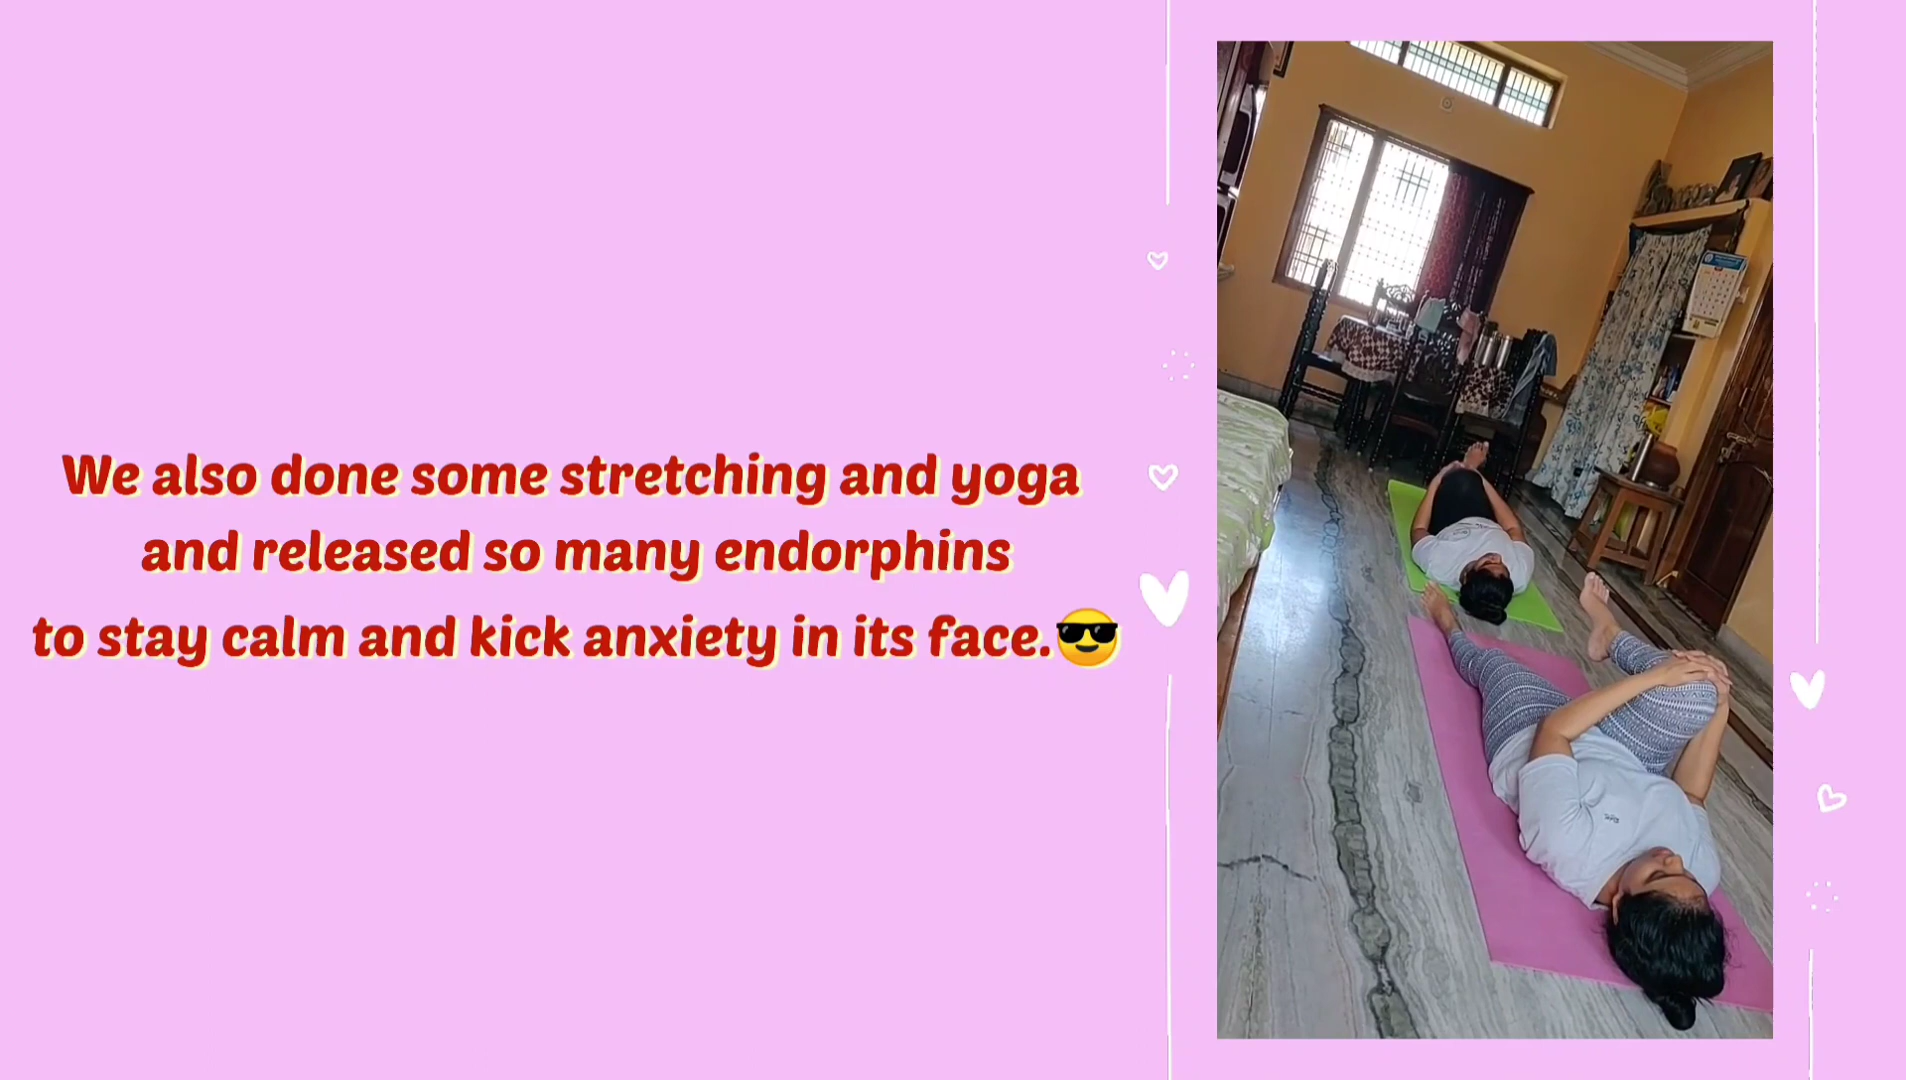 We also done some stretching and yoga
and released so many endorphins
to stay calm and kick anxiety in its face.😎